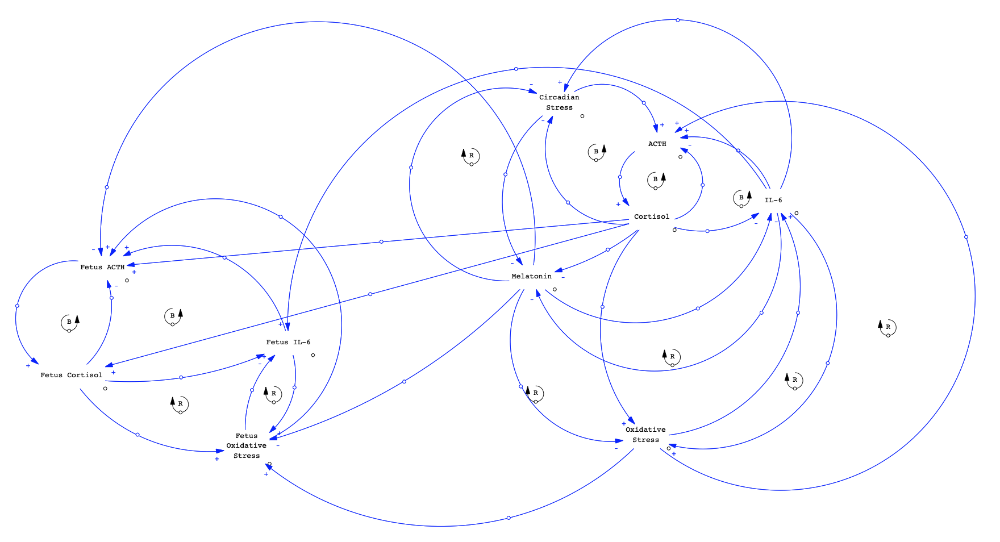 -
+
Circadian
Stress
-
+
+
+
ACTH
-
R
B
B
B
IL-6
+
Cortisol
-
-
+
-
+
+
Fetus ACTH
+
-
-
Melatonin
-
-
B
B
+
Fetus IL-6
+
-
+
Fetus Cortisol
+
R
R
R
R
R
R
+
Oxidative
Stress
-
+
Fetus
Oxidative
Stress
+
-
+
+